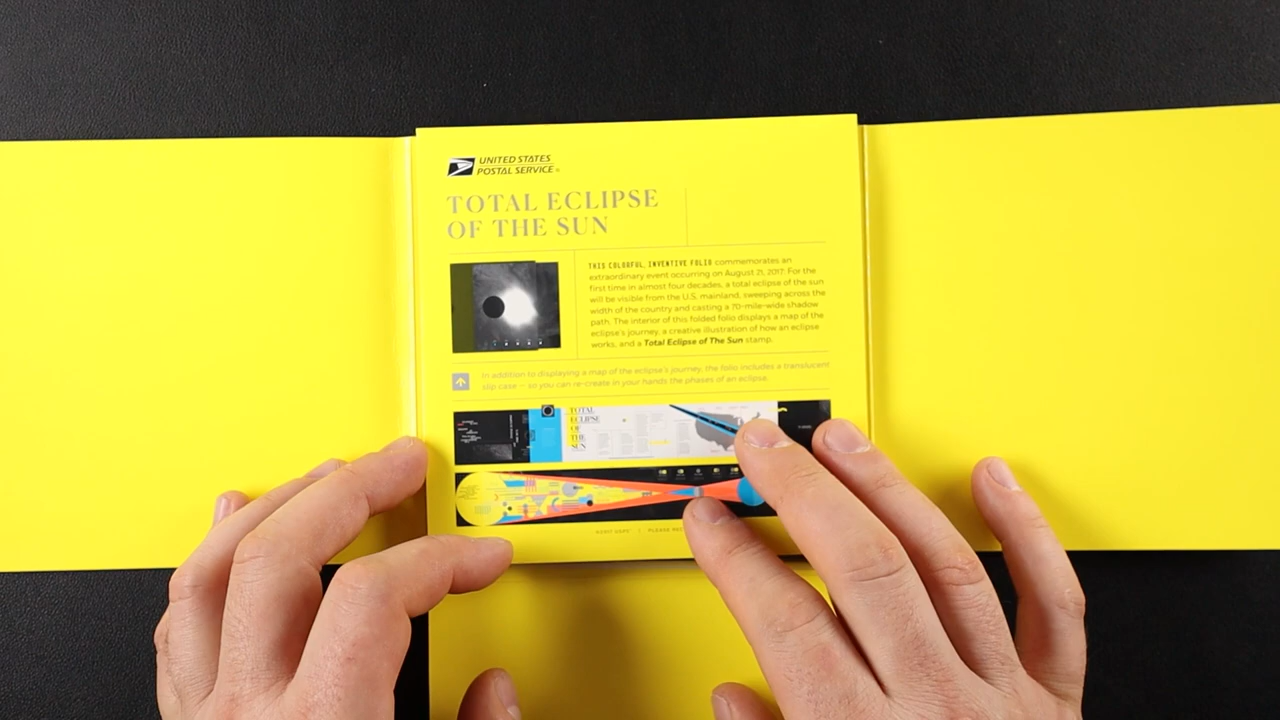 UNITED STATES
POSTAL SERVICE®
TOTAL ECLIPSE
OF THE SUN
THIS COLORFUL, INVENTIVE FOLIO commemorates an
extraordinary event occurring on August 21, 2017: For the
first time in almost four decades, a total eclipse of the sun
will be visible from the U.S. mainland, sweeping across the
width of the country and casting a 70-mile-wide shadow
path. The interior of this folded folio displays a map of the
eclipse's journey, a creative illustration of how an eclipse
works, and a Total Eclipse of The Sun stamp.
In addition to displaying a map of the eclipse's journey, the folio includes a translucent
slip case — so you can re-create in your hands the phases of an eclipse.
TOTAL
ECLIPSE
OF
THE
SUN
PLEASE